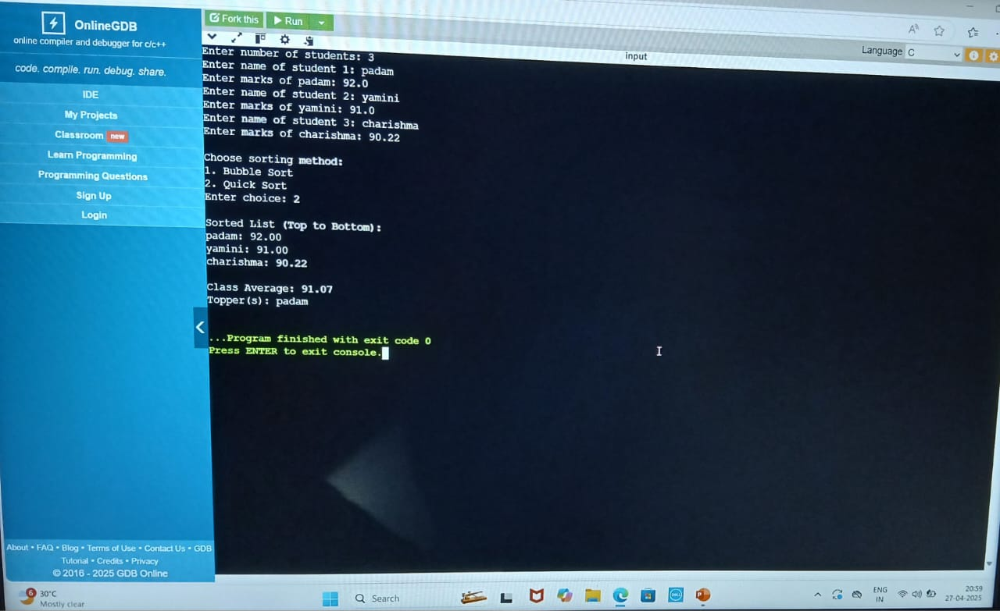 OnlineGDB
online compiler and debugger for c/c++
code. compile. run. debug. share.
IDE
My Projects
Classroom new
Learn Programming
Programming Questions
Sign Up
Login
About • FAQ • Blog • Terms of Use • Contact Us • GDB
Tutorial • Credits • Privacy
© 2016 - 2025 GDB Online
Fork this Run
input
Language C
Enter number of students: 3
Enter name of student 1: padam
Enter marks of padam: 92.0
Enter name of student 2: yamini
Enter marks of yamini: 91.0
Enter name of student 3: charishma
Enter marks of charishma: 90.22
Choose sorting method:
1. Bubble Sort
2. Quick Sort
Enter choice: 2
Sorted List (Top to Bottom):
padam: 92.00
yamini: 91.00
charishma: 90.22
Class Average: 91.07
Topper(s): padam
...Program finished with exit code 0
Press ENTER to exit console.
6
30°C
Mostly clear
Search
ENG
IN
20:59
27-04-2025